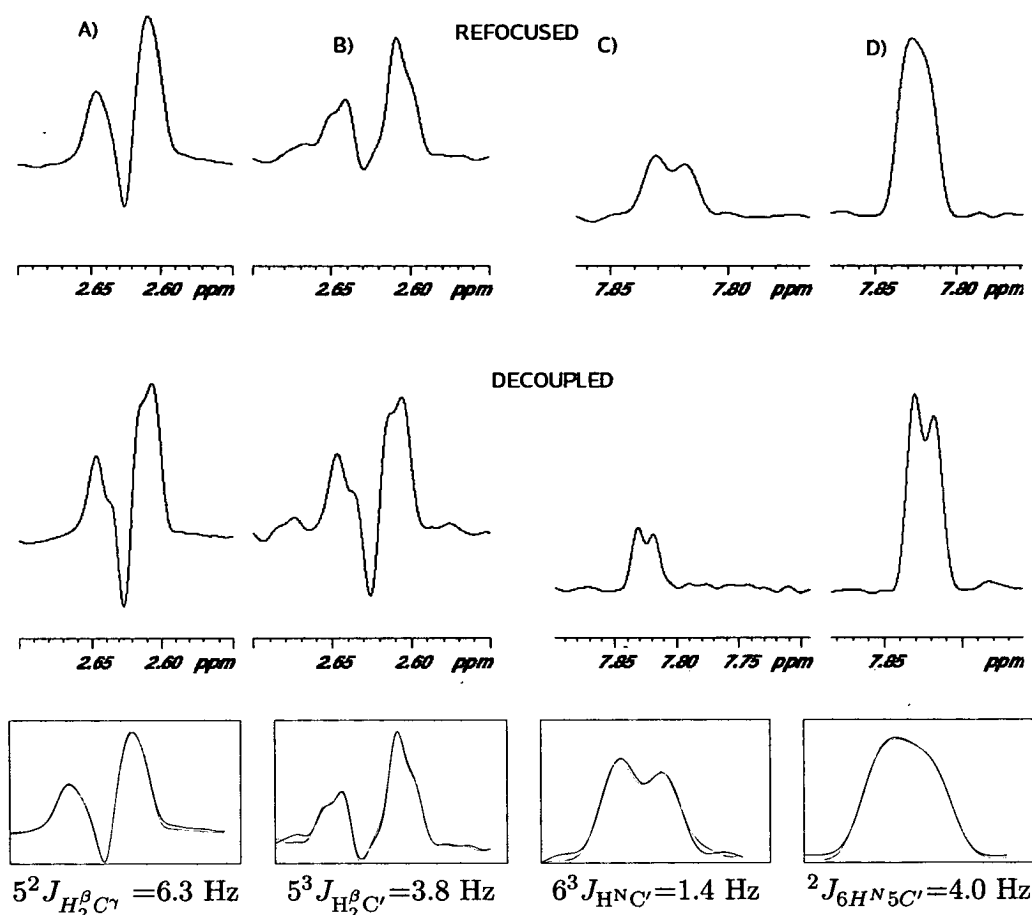 A) B) REFOCUSED C) D)
2.65 2.60 ppm 2.65 2.60 ppm 7.85 7.80 ppm 7.85 7.80 ppm
DECOUPLED
2.65 2.60 ppm 2.65 2.60 ppm 7.85 7.80 7.75 ppm 7.85 ppm
5²J_{H₂^β C^γ} =6.3 Hz 5³J_{H₂^β C′}=3.8 Hz 6³J_{H^N C′}=1.4 Hz ²J_{6H^N 5C′}=4.0 Hz